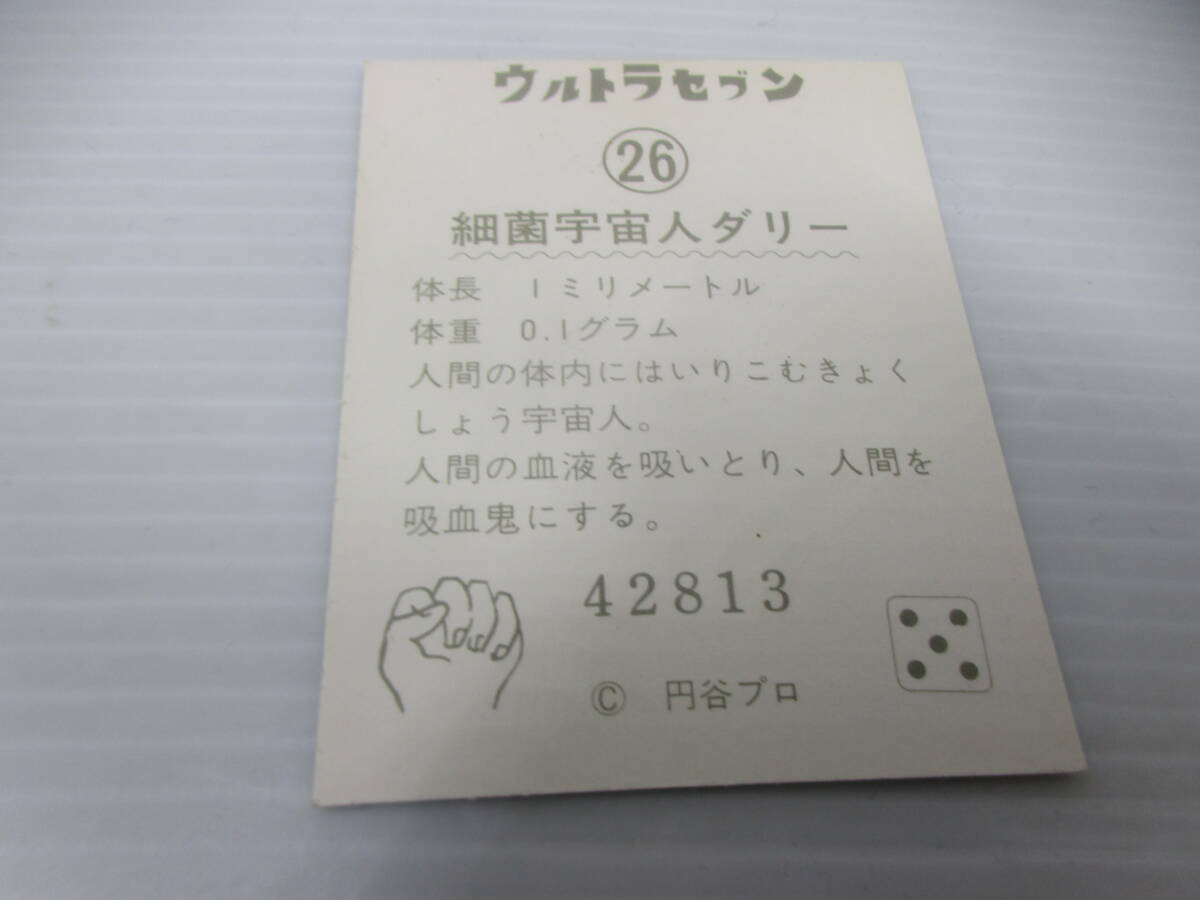 ウルトラセブン
26
細菌宇宙人ダリー
体長 1ミリメートル
体重 0.1グラム
人間の体内にはいりこむきょく
しょう宇宙人。
人間の血液を吸いとり、人間を
吸血鬼にする。
42813
© 円谷プロ